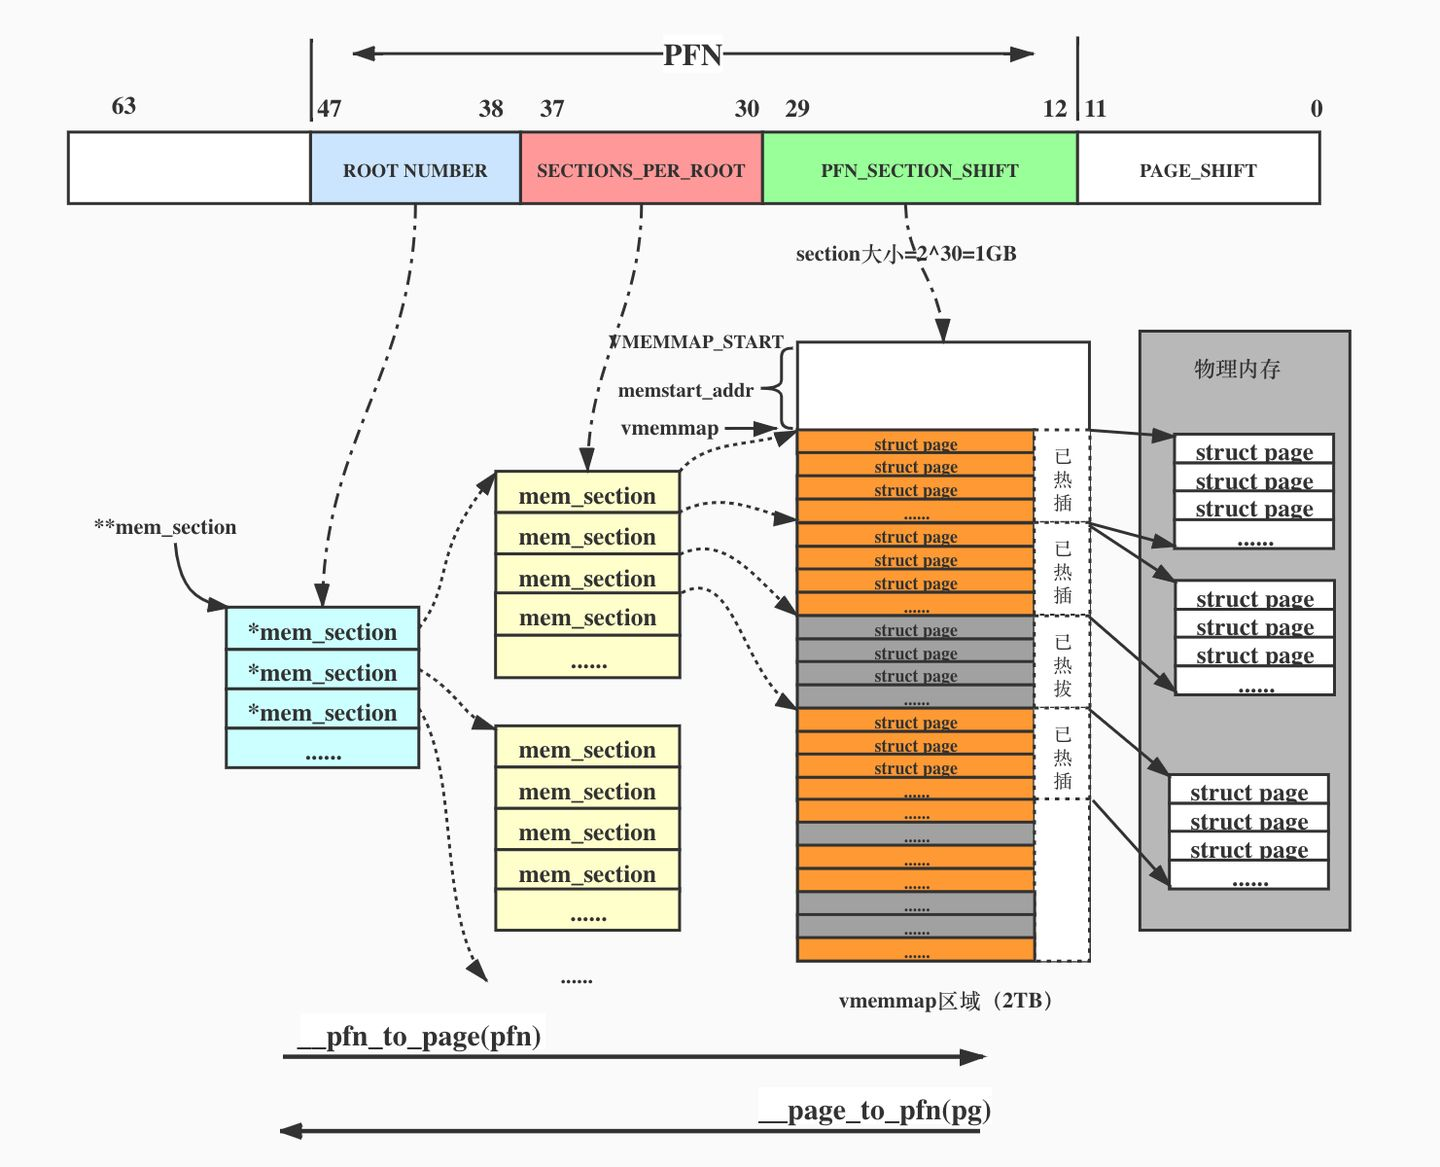 PFN
63
47
38
37
30
29
12
11
0
ROOT NUMBER
SECTIONS_PER_ROOT
PFN_SECTION_SHIFT
PAGE_SHIFT
section大小=2^30=1GB
VMEMMAP_START
memstart_addr
vmemmap
**mem_section
*mem_section
*mem_section
*mem_section
......
mem_section
mem_section
mem_section
mem_section
......
mem_section
mem_section
mem_section
mem_section
......
......
struct page
struct page
struct page
......
struct page
struct page
struct page
......
struct page
struct page
struct page
......
struct page
struct page
struct page
......
......
......
......
......
......
......
......
已
热
插
已
热
插
已
热
拔
已
热
插
vmemmap区域（2TB）
物理内存
struct page
struct page
struct page
......
struct page
struct page
struct page
......
struct page
struct page
struct page
......
__pfn_to_page(pfn)
__page_to_pfn(pg)